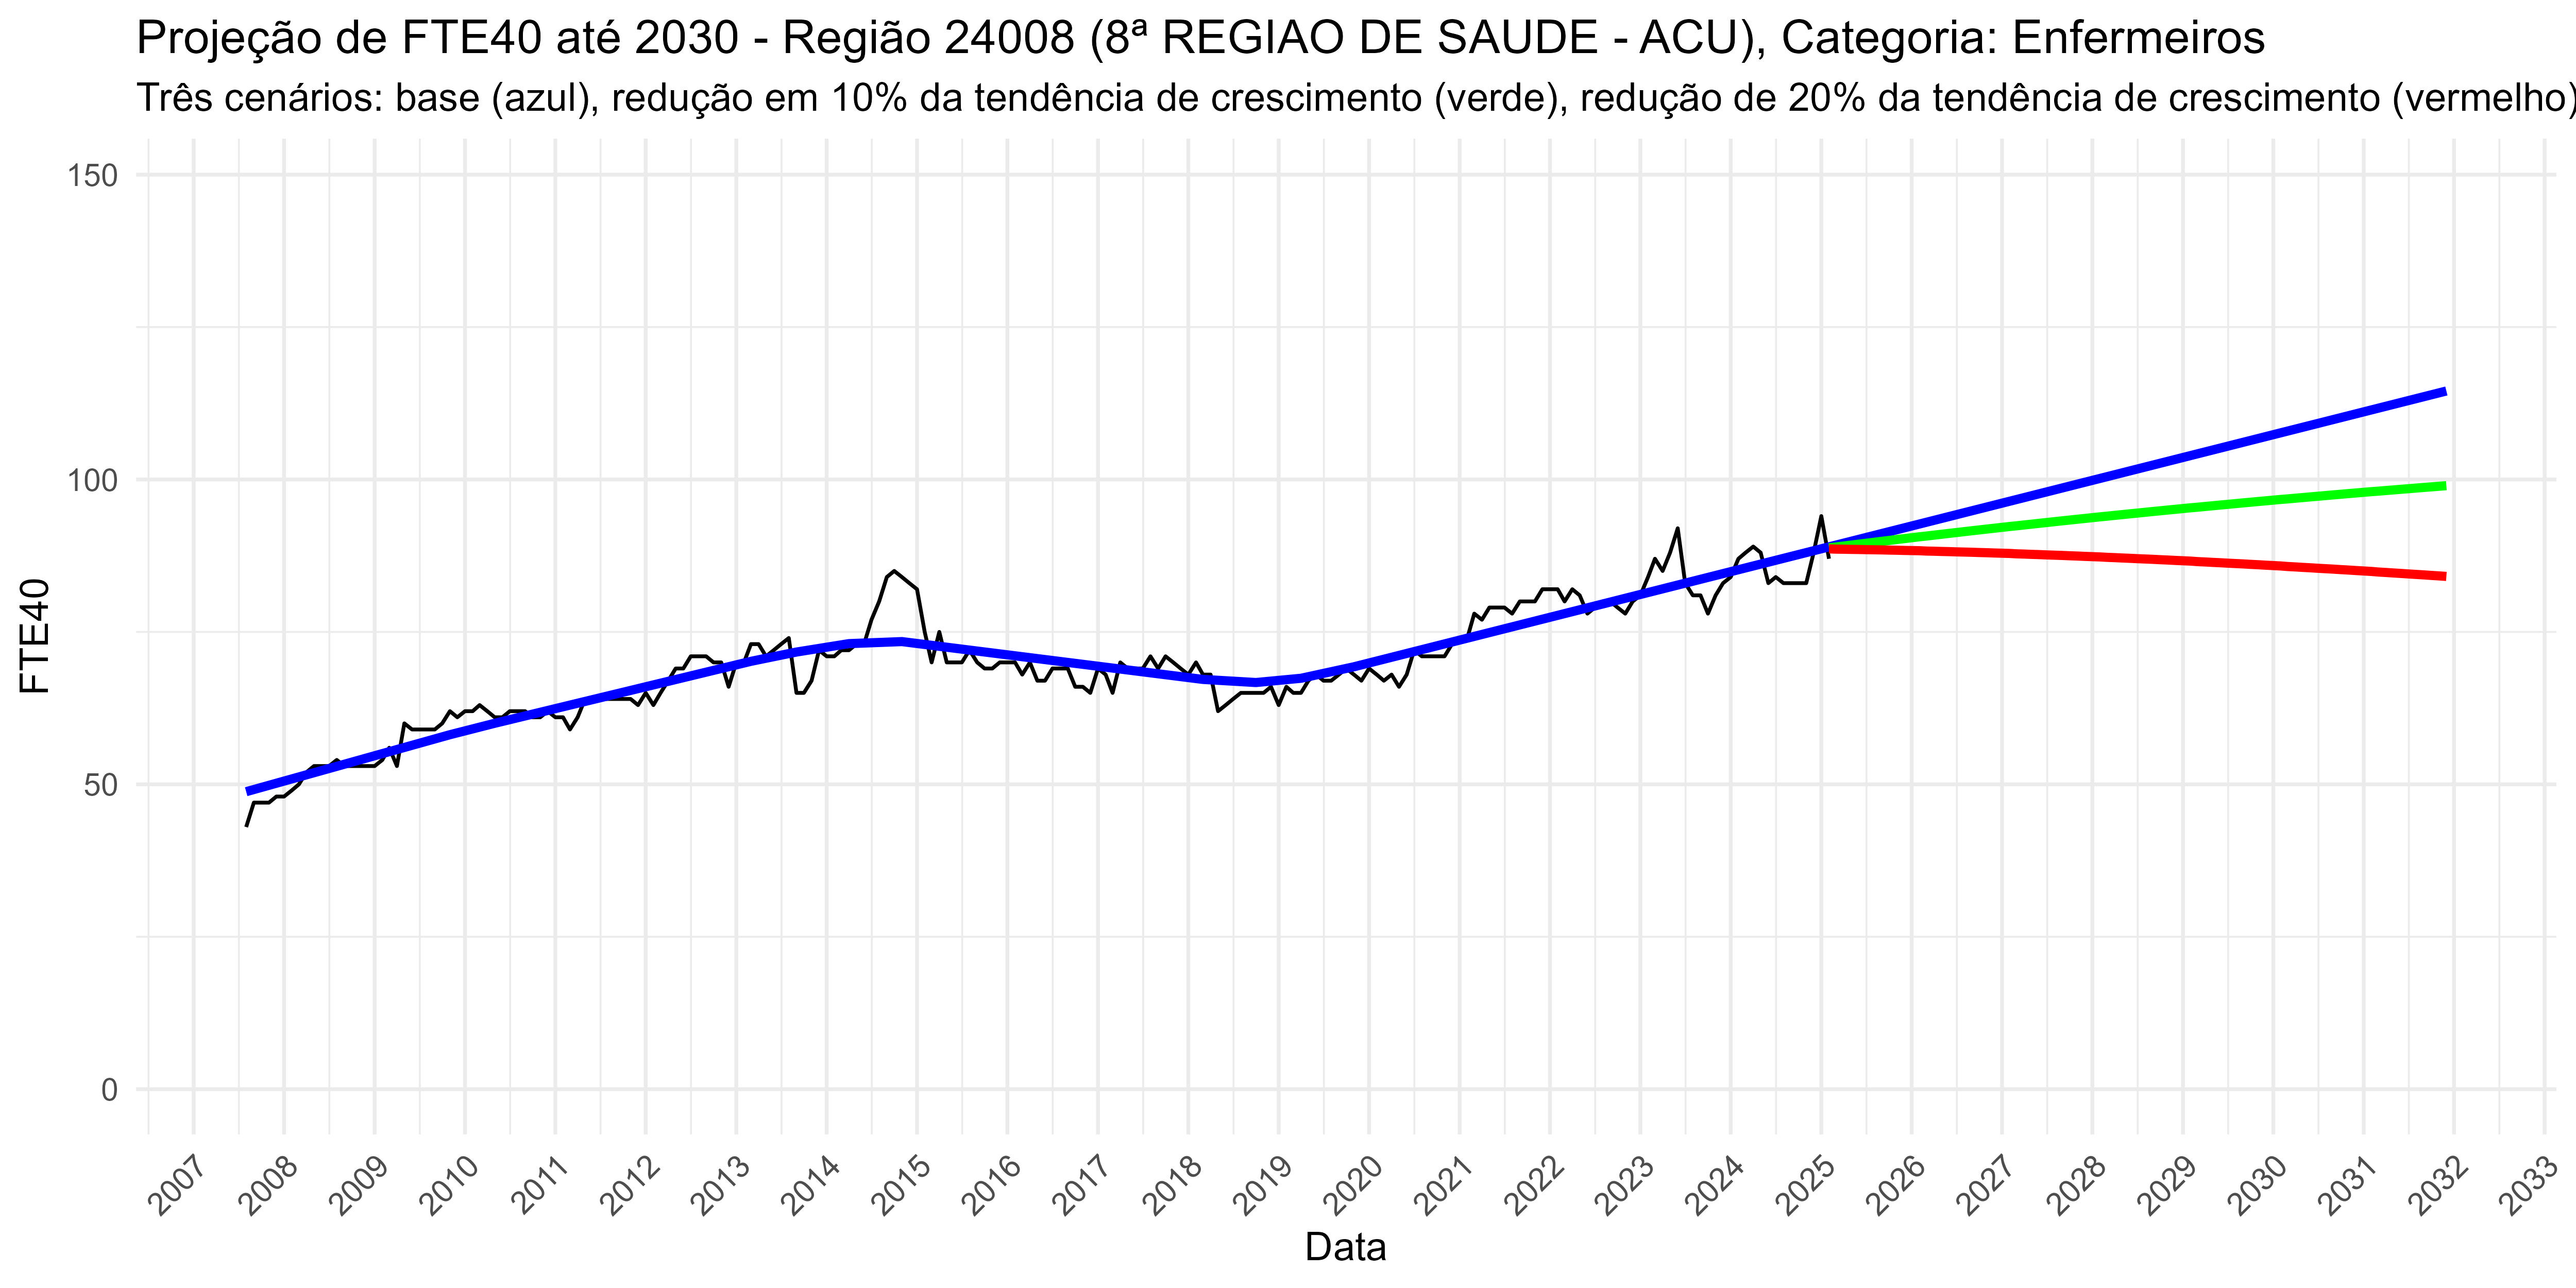 Projeção de FTE40 até 2030 - Região 24008 (8ª REGIAO DE SAUDE - ACU), Categoria: Enfermeiros
Três cenários: base (azul), redução em 10% da tendência de crescimento (verde), redução de 20% da tendência de crescimento (vermelho)
150
100
50
0
FTE40
2007 2008 2009 2010 2011 2012 2013 2014 2015 2016 2017 2018 2019 2020 2021 2022 2023 2024 2025 2026 2027 2028 2029 2030 2031 2032 2033
Data